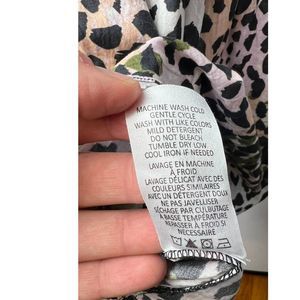 MACHINE WASH COLD
GENTLE CYCLE
WASH WITH LIKE COLORS
MILD DETERGENT
DO NOT BLEACH
TUMBLE DRY LOW
COOL IRON IF NEEDED
LAVAGE EN MACHINE
À FROID
LAVAGE DÉLICAT AVEC DES
COULEURS SIMILAIRES
AVEC UN DÉTERGENT DOUX
NE PAS JAVELLISER
SÉCHAGE PAR CULBUTAGE
À BASSE TEMPÉRATURE
REPASSER À FROID SI
NÉCESSAIRE